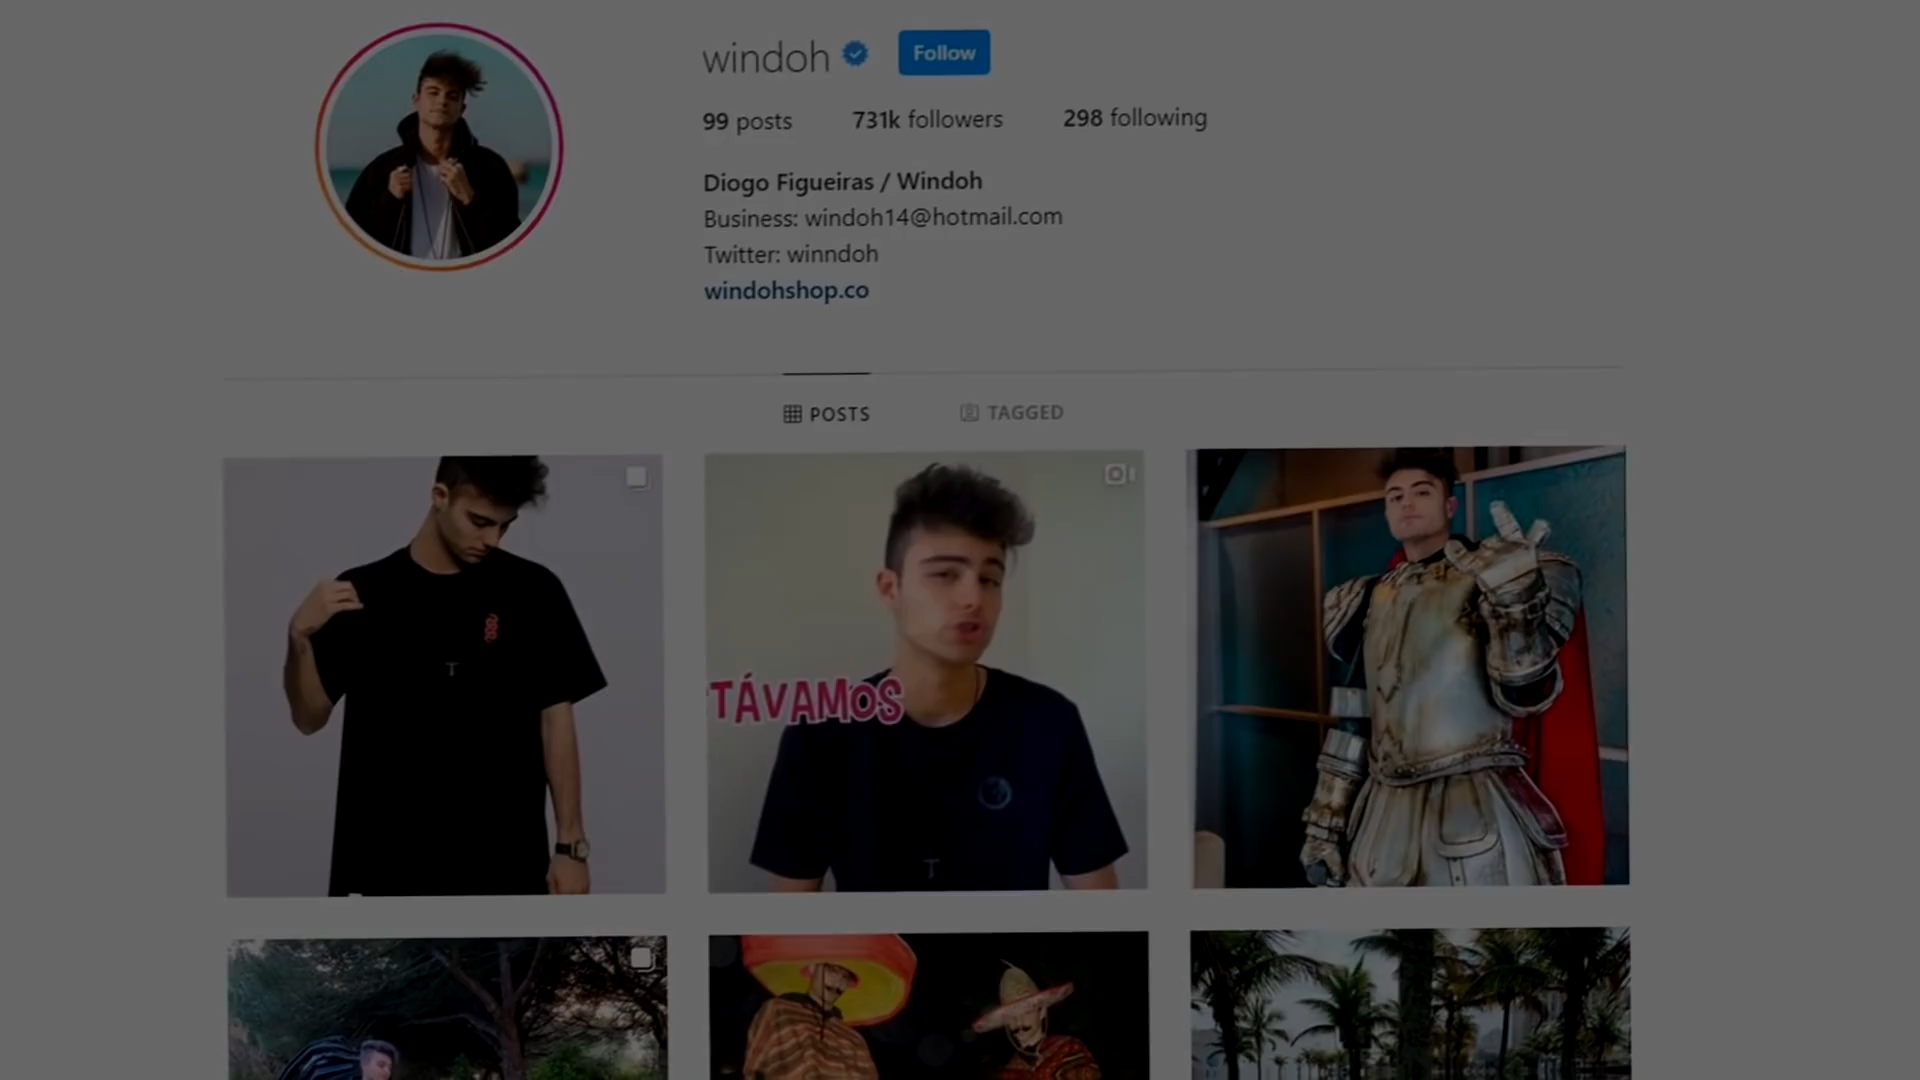 windoh Follow
99 posts 731k followers 298 following
Diogo Figueiras / Windoh
Business: windoh14@hotmail.com
Twitter: winndoh
windohshop.co
POSTS TAGGED
'TÁVAMOS